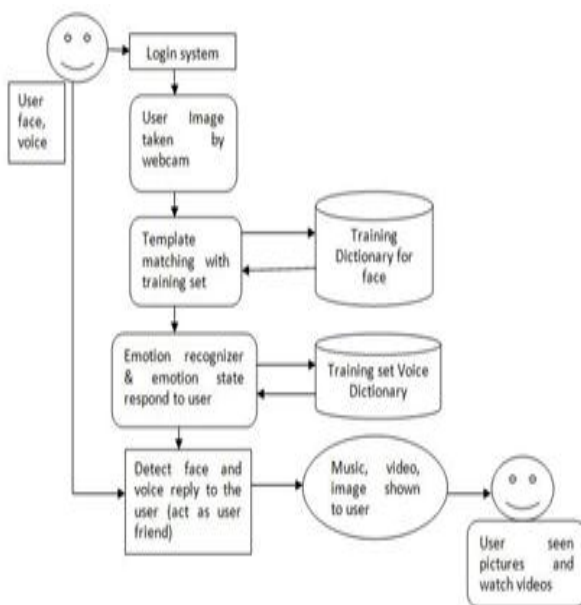 Login system
User
face,
voice
User Image
taken by
webcam
Template
matching with
training set
Training
Dictionary for
face
Emotion recognizer
& emotion state
respond to user
Training set Voice
Dictionary
Detect face and
voice reply to the
user (act as user
friend)
Music, video,
image shown
to user
User seen
pictures and
watch videos